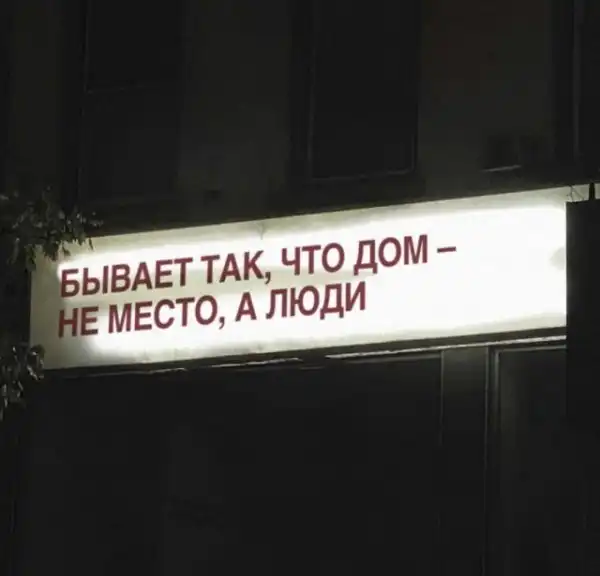 БЫВАЕТ ТАК, ЧТО ДОМ –
НЕ МЕСТО, А ЛЮДИ